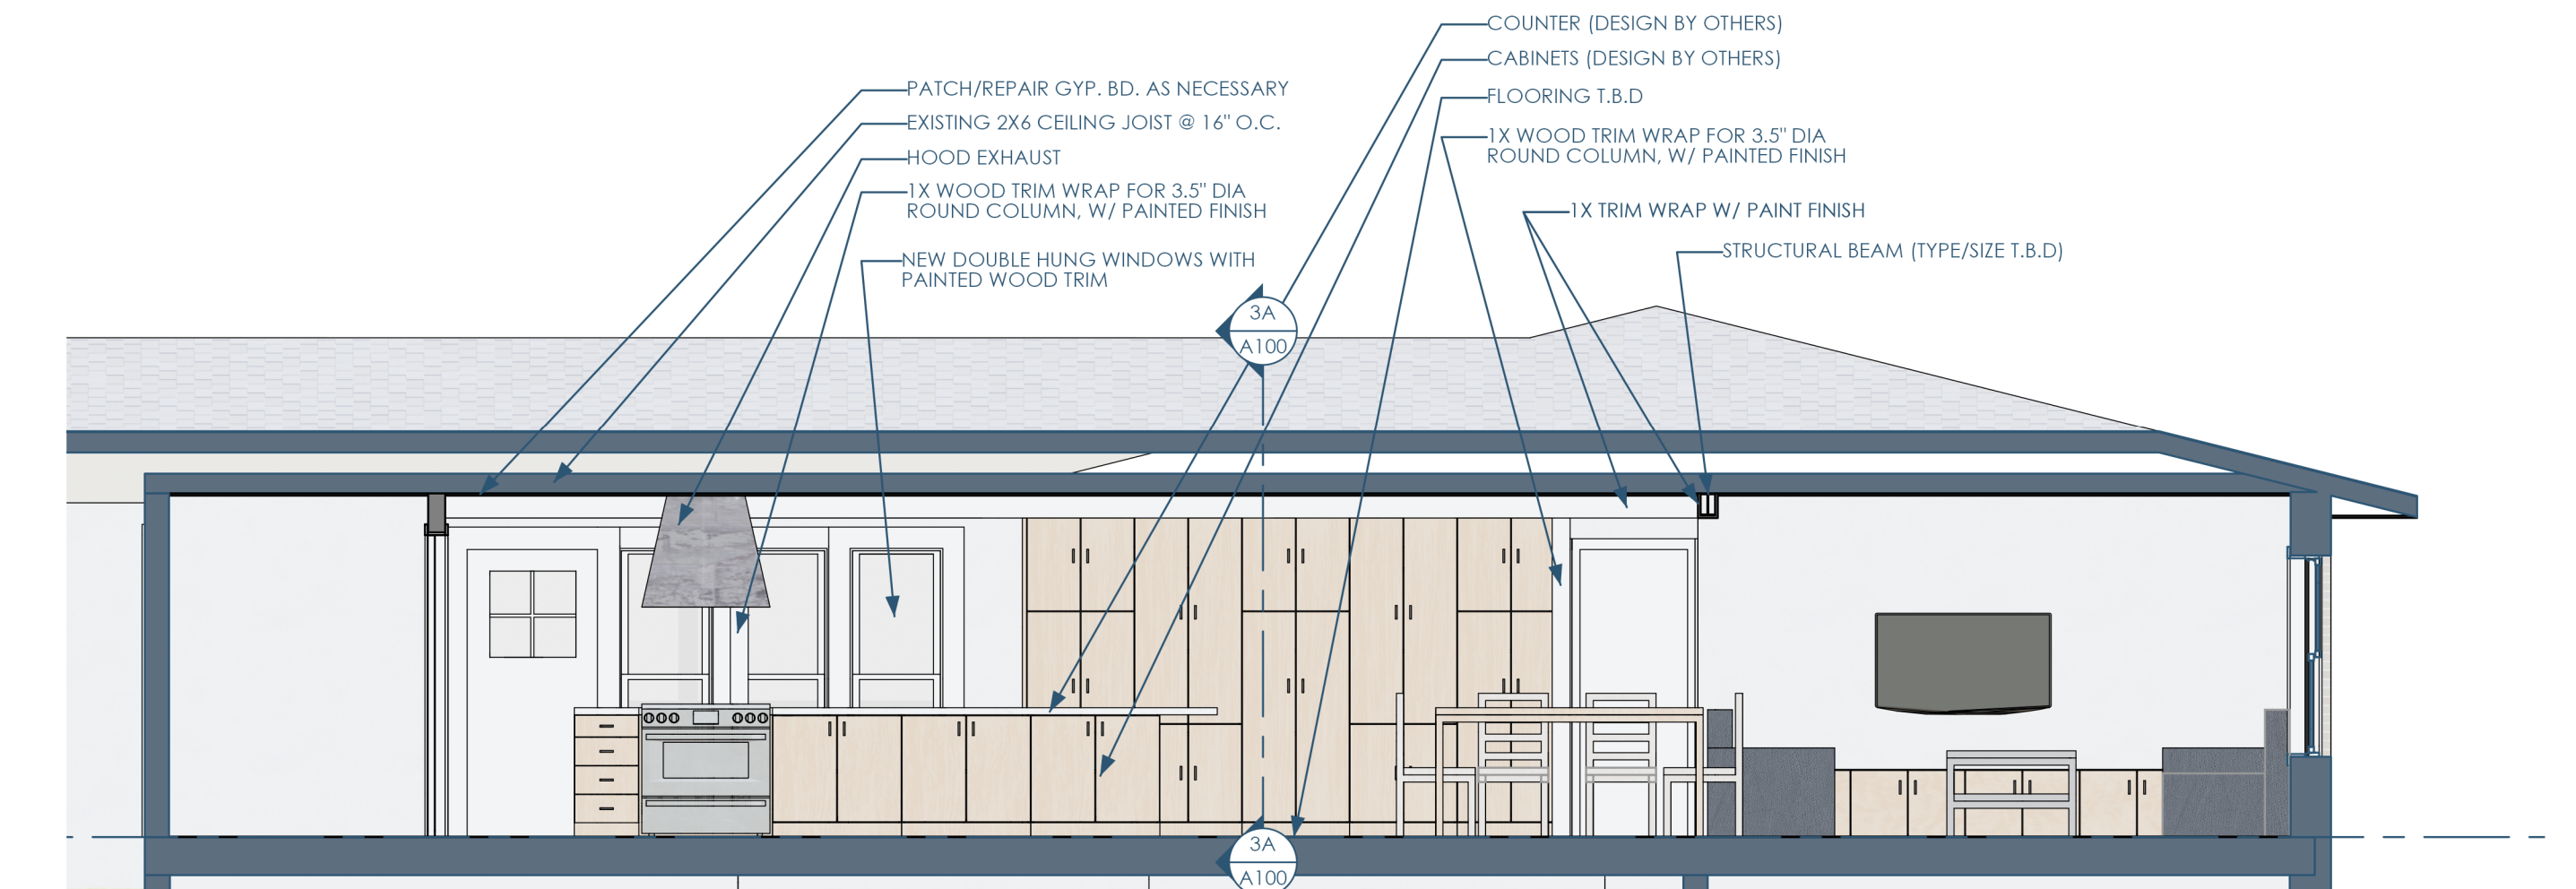 COUNTER (DESIGN BY OTHERS)
CABINETS (DESIGN BY OTHERS)
PATCH/REPAIR GYP. BD. AS NECESSARY
FLOORING T.B.D
EXISTING 2X6 CEILING JOIST @ 16" O.C.
1X WOOD TRIM WRAP FOR 3.5" DIA
ROUND COLUMN, W/ PAINTED FINISH
HOOD EXHAUST
1X WOOD TRIM WRAP FOR 3.5" DIA
ROUND COLUMN, W/ PAINTED FINISH
1X TRIM WRAP W/ PAINT FINISH
STRUCTURAL BEAM (TYPE/SIZE T.B.D)
NEW DOUBLE HUNG WINDOWS WITH
PAINTED WOOD TRIM
3A
A100
3A
A100